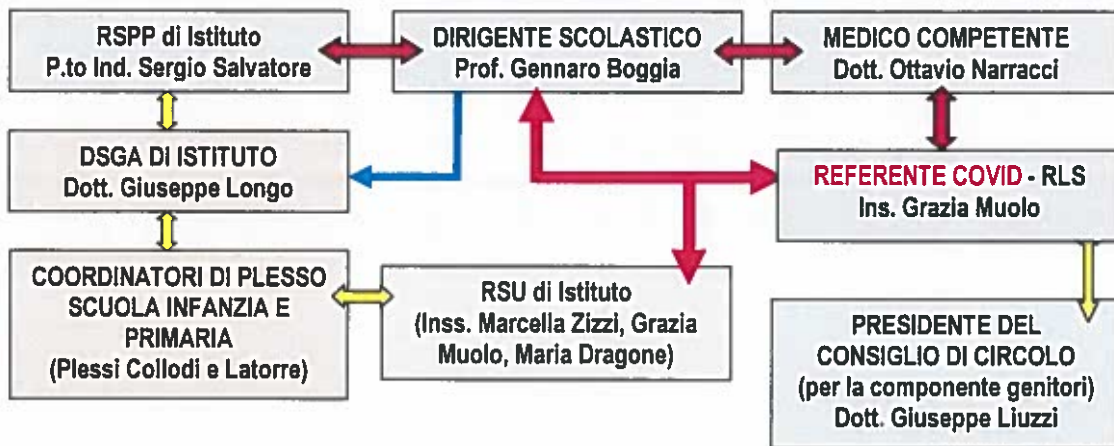 RSPP di Istituto
P.to Ind. Sergio Salvatore
DIRIGENTE SCOLASTICO
Prof. Gennaro Boggia
MEDICO COMPETENTE
Dott. Ottavio Narracci
DSGA DI ISTITUTO
Dott. Giuseppe Longo
REFERENTE COVID - RLS
Ins. Grazia Muolo
COORDINATORI DI PLESSO
SCUOLA INFANZIA E
PRIMARIA
(Plessi Collodi e Latorre)
RSU di Istituto
(Inss. Marcella Zizzi, Grazia
Muolo, Maria Dragone)
PRESIDENTE DEL
CONSIGLIO DI CIRCOLO
(per la componente genitori)
Dott. Giuseppe Liuzzi